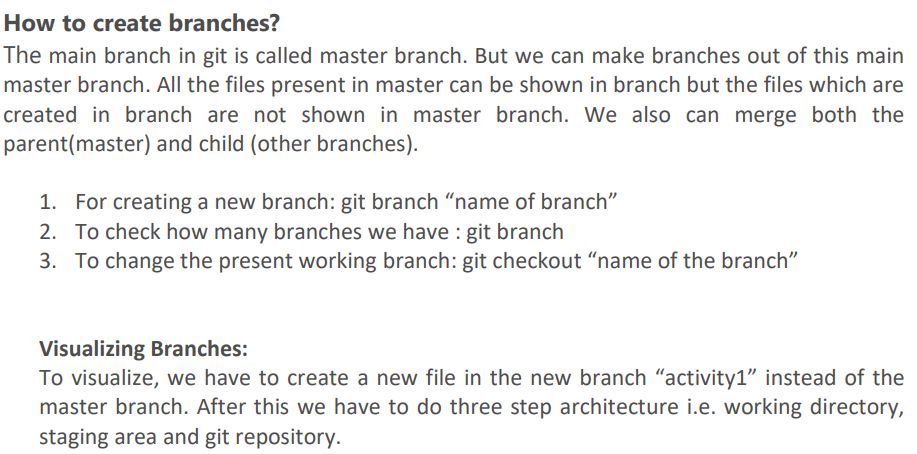 How to create branches?
The main branch in git is called master branch. But we can make branches out of this main
master branch. All the files present in master can be shown in branch but the files which are
created in branch are not shown in master branch. We also can merge both the
parent(master) and child (other branches).
1. For creating a new branch: git branch “name of branch”
2. To check how many branches we have : git branch
3. To change the present working branch: git checkout “name of the branch”
Visualizing Branches:
To visualize, we have to create a new file in the new branch “activity1” instead of the
master branch. After this we have to do three step architecture i.e. working directory,
staging area and git repository.